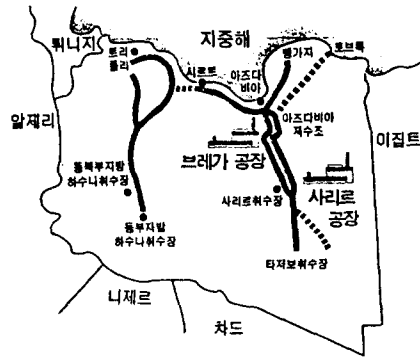 튀니지
지중해
토리
폴리
시르트
벵가지
토브룩
아즈다
비아
알제리
아즈다비아
저수조
이집트
브레가 공장
동북부자발
하수나취수장
사리르취수장
사리르
공장
동부자발
하수나취수장
타저보취수장
니제르
차드